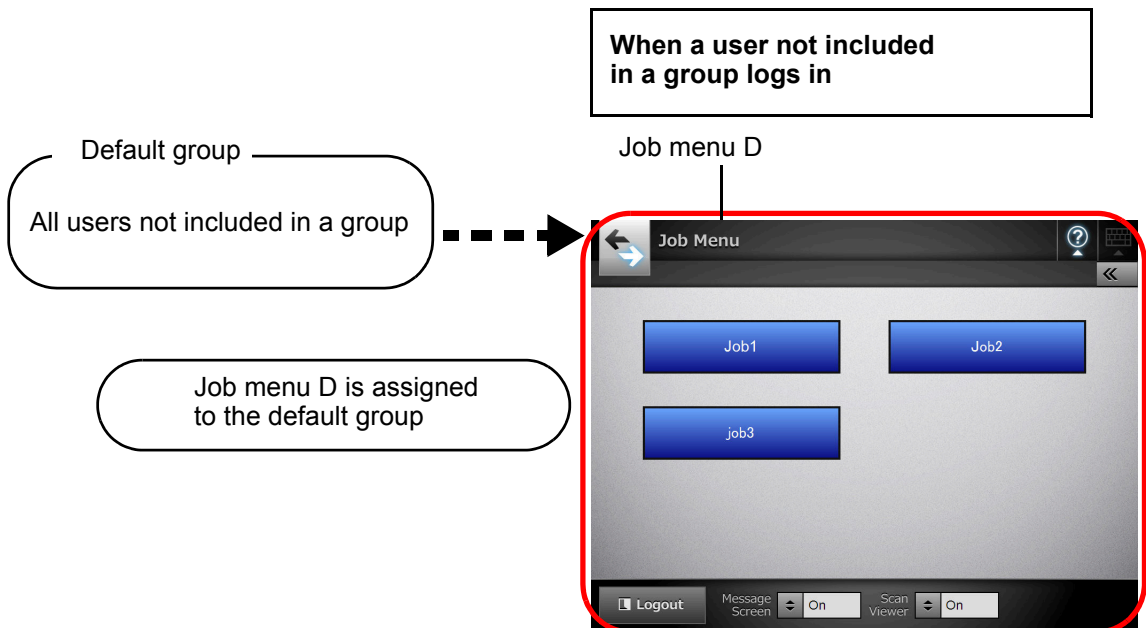 When a user not included
in a group logs in
Job menu D
Default group
All users not included in a group
Job Menu
?
Job1
Job2
job3
Job menu D is assigned
to the default group
Logout
Message
Screen
On
Scan
Viewer
On